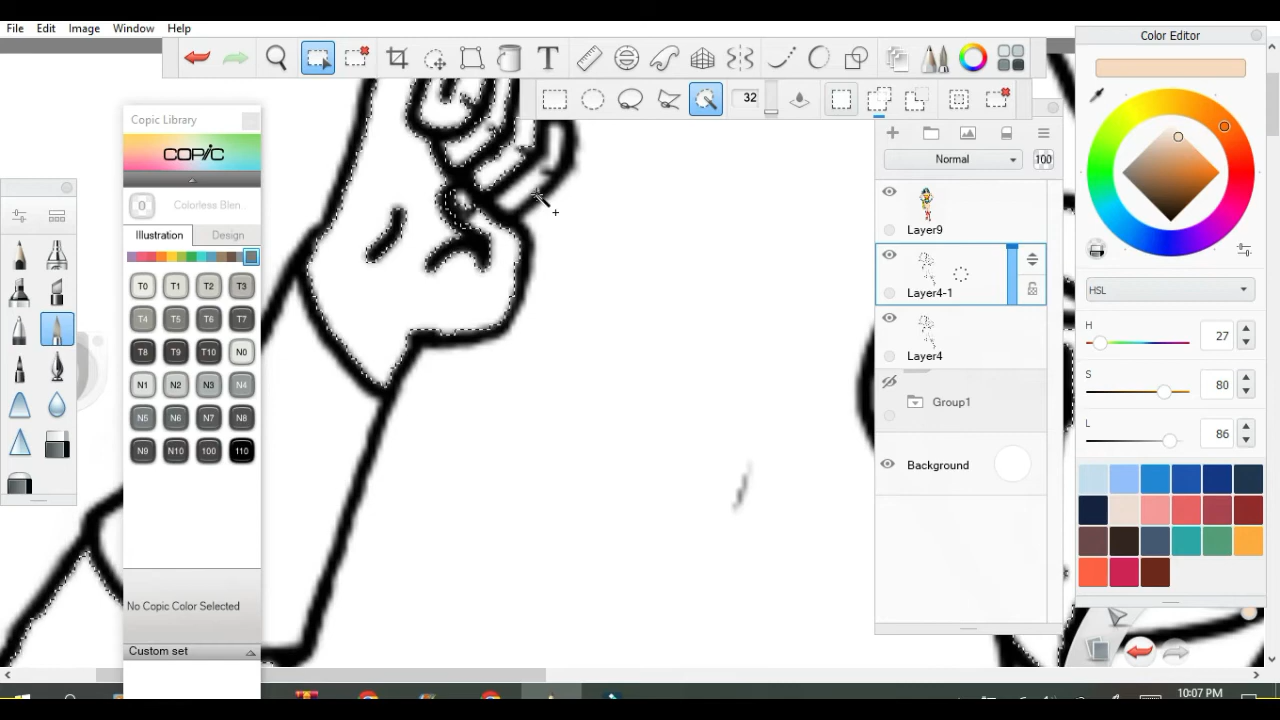 File Edit Image Window Help
Color Editor
T
32
Copic Library
COPIC
0 Colorless Blen..
Illustration Design
T0 T1 T2 T3
T4 T5 T6 T7
T8 T9 T10 N0
N1 N2 N3 N4
N5 N6 N7 N8
N9 N10 100 110
No Copic Color Selected
Custom set
Normal 100
Layer9
Layer4-1
Layer4
Group1
Background
HSL
H 27
S 80
L 86
10:07 PM